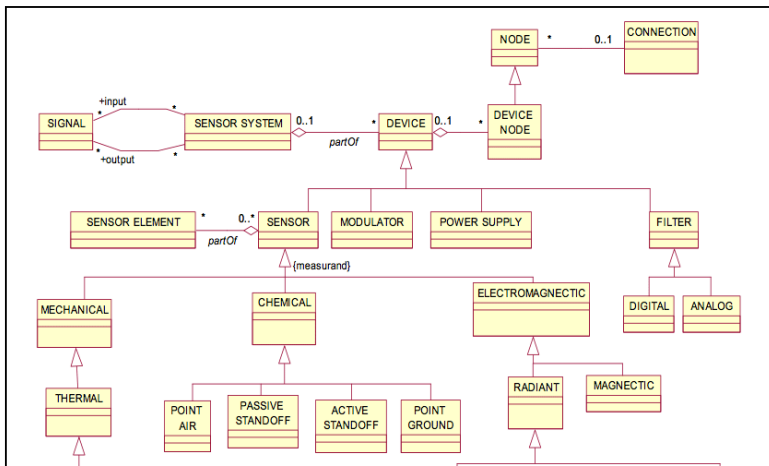 NODE
*
0..1
CONNECTION
+input
*
*
SIGNAL
SENSOR SYSTEM
0..1
*
DEVICE
0..1
*
DEVICE
NODE
partOf
*
+output
*
SENSOR ELEMENT
*
0..*
partOf
SENSOR
MODULATOR
POWER SUPPLY
FILTER
{measurand}
MECHANICAL
CHEMICAL
ELECTROMAGNECTIC
DIGITAL
ANALOG
THERMAL
POINT
AIR
PASSIVE
STANDOFF
ACTIVE
STANDOFF
POINT
GROUND
RADIANT
MAGNECTIC